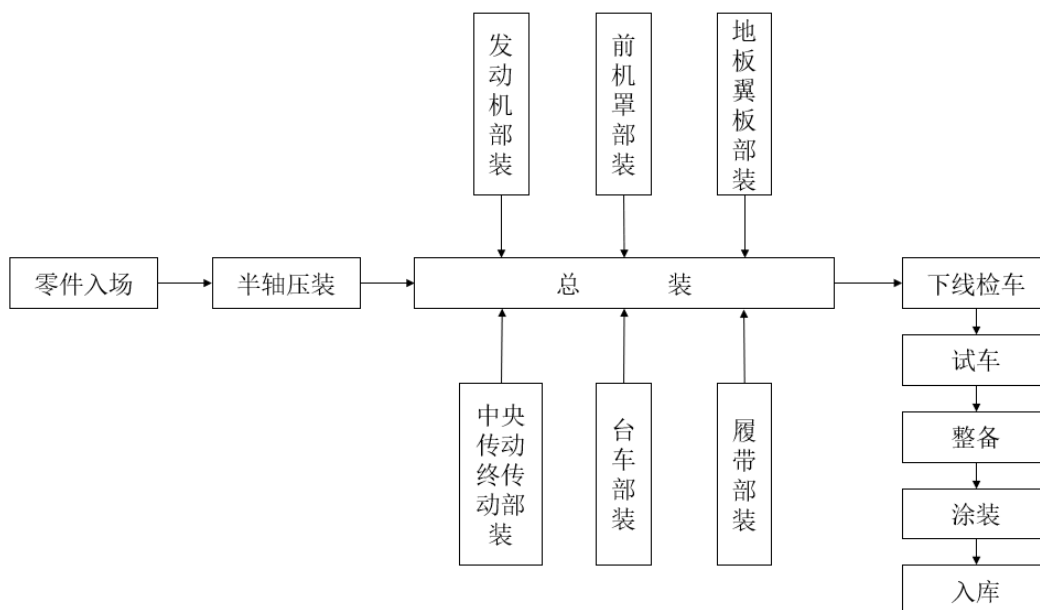 发动机部装
前机罩部装
地板翼板部装
零件入场
半轴压装
总 装
下线检车
试车
整备
涂装
入库
中央
传动
终传
动部
装
台车部装
履带部装